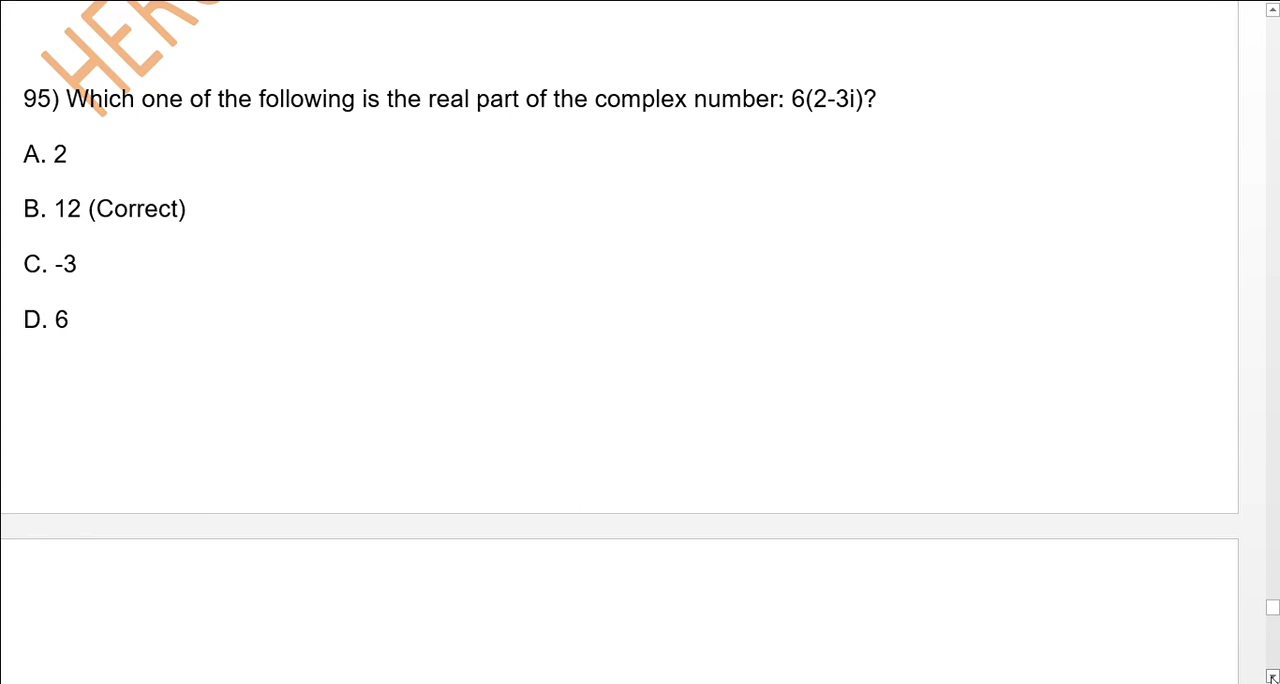 95) Which one of the following is the real part of the complex number: 6(2-3i)?
A. 2
B. 12 (Correct)
C. -3
D. 6